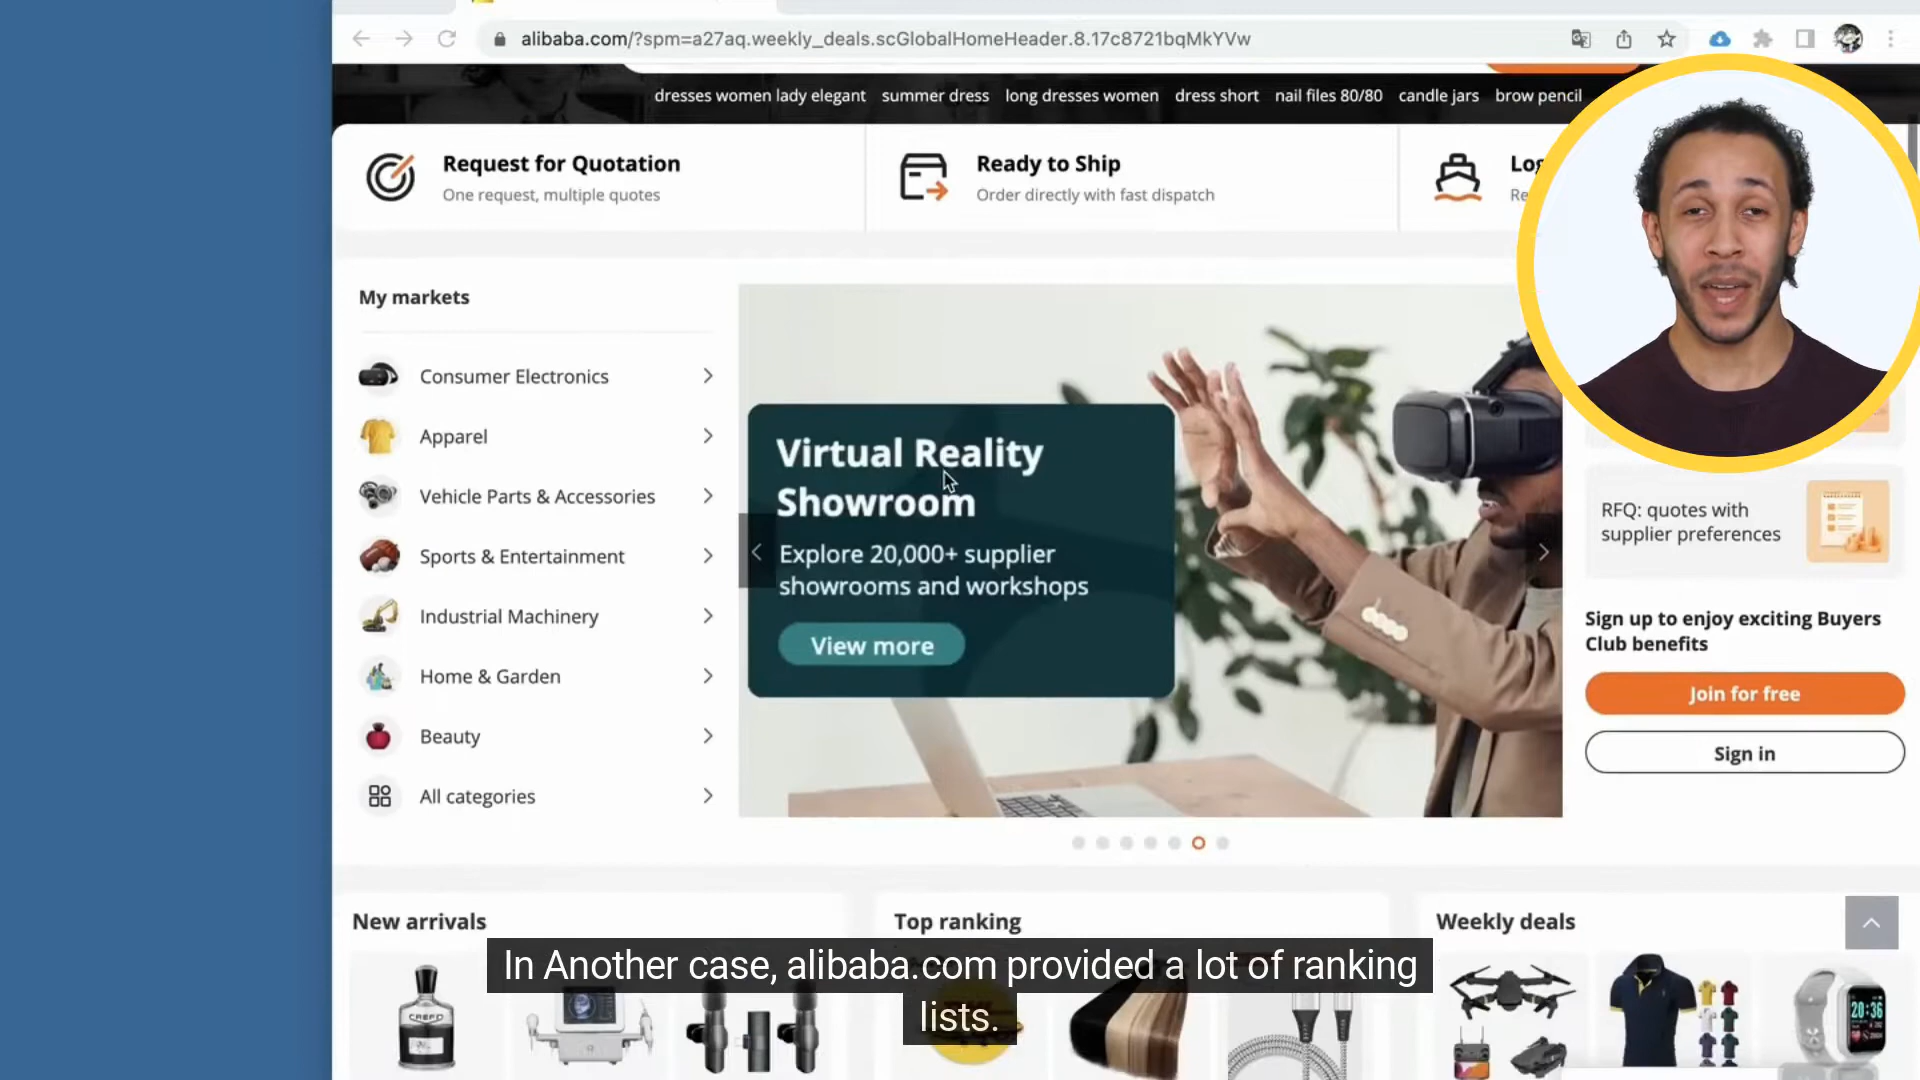 alibaba.com/?spm=a27aq.weekly_deals.scGlobalHomeHeader.8.17c8721bqMkYVw
dresses women lady elegant summer dress long dresses women dress short nail files 80/80 candle jars brow pencil
Request for Quotation
One request, multiple quotes
Ready to Ship
Order directly with fast dispatch
My markets
Consumer Electronics
Apparel
Vehicle Parts & Accessories
Sports & Entertainment
Industrial Machinery
Home & Garden
Beauty
All categories
Virtual Reality
Showroom
Explore 20,000+ supplier
showrooms and workshops
View more
RFQ: quotes with
supplier preferences
Sign up to enjoy exciting Buyers
Club benefits
Join for free
Sign in
New arrivals
Top ranking
Weekly deals
In Another case, alibaba.com provided a lot of ranking
lists.
20:36